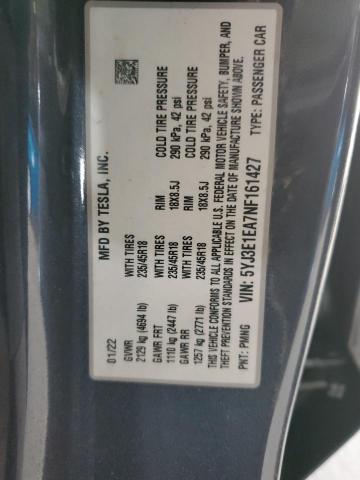 MFD BY TESLA, INC.
01/22
GVWR
2129 kg (4694 lb)
WITH TIRES RIM COLD TIRE PRESSURE
235/45R18 18X8.5J 290 kPa, 42 psi
GAWR FRT
1110 kg (2447 lb)
WITH TIRES RIM COLD TIRE PRESSURE
235/45R18 18X8.5J 290 kPa, 42 psi
GAWR RR
1257 kg (2771 lb)
THIS VEHICLE CONFORMS TO ALL APPLICABLE U.S. FEDERAL MOTOR VEHICLE SAFETY, BUMPER, AND
THEFT PREVENTION STANDARDS IN EFFECT ON THE DATE OF MANUFACTURE SHOWN ABOVE.
VIN: 5YJ3E1EA7NF161427
PNT: PMNG TYPE: PASSENGER CAR